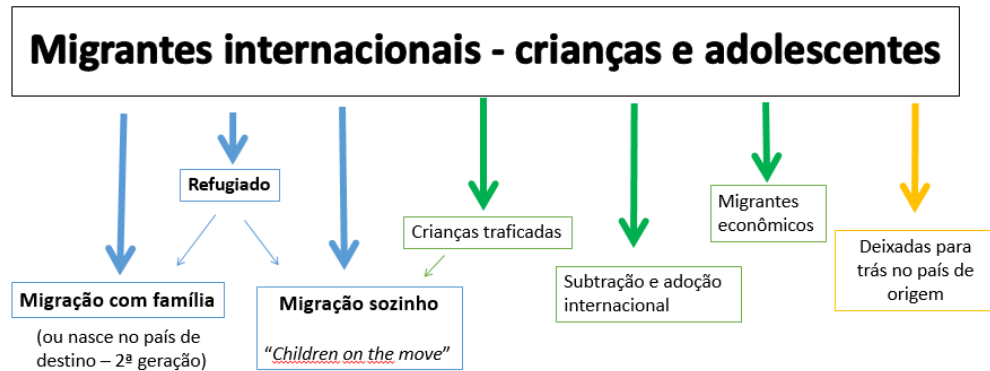 Migrantes internacionais - crianças e adolescentes
Refugiado
Migrantes
econômicos
Crianças traficadas
Deixadas para
trás no país de
origem
Subtração e adoção
internacional
Migração com família
(ou nasce no país de
destino – 2ª geração)
Migração sozinho
“Children on the move”